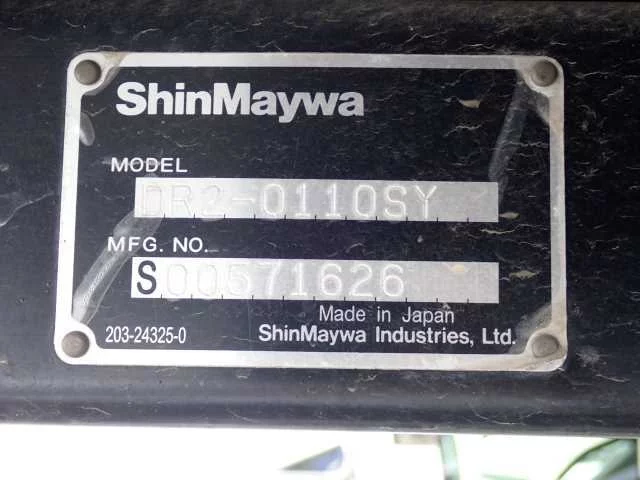 ShinMaywa
MODEL
DR2-0110SY
MFG. NO.
S00571626
Made in Japan
203-24325-0
ShinMaywa Industries, Ltd.